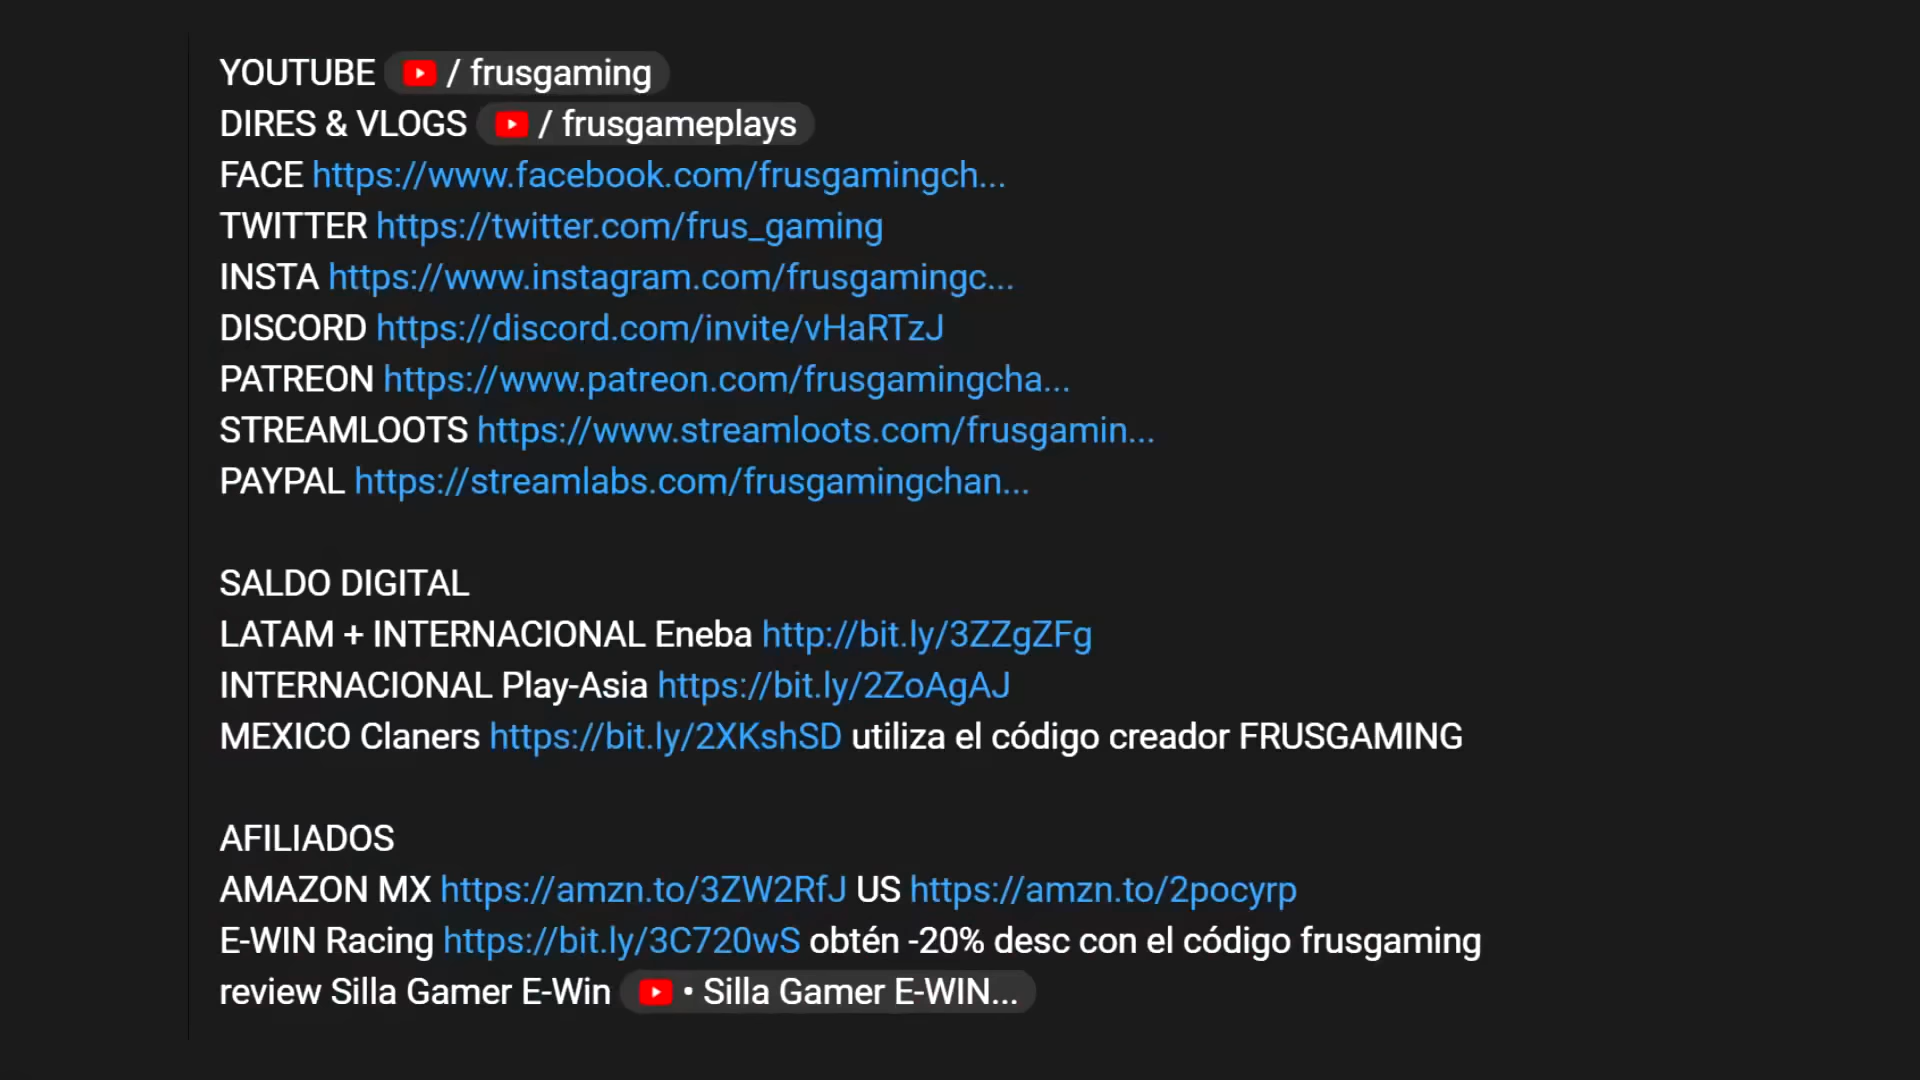 YOUTUBE / frusgaming
DIRES & VLOGS / frusgameplays
FACE https://www.facebook.com/frusgamingch...
TWITTER https://twitter.com/frus_gaming
INSTA https://www.instagram.com/frusgamingc...
DISCORD https://discord.com/invite/vHaRTzJ
PATREON https://www.patreon.com/frusgamingcha...
STREAMLOOTS https://www.streamloots.com/frusgamin...
PAYPAL https://streamlabs.com/frusgamingchan...
SALDO DIGITAL
LATAM + INTERNACIONAL Eneba http://bit.ly/3ZZgZFg
INTERNACIONAL Play-Asia https://bit.ly/2ZoAgAJ
MEXICO Claners https://bit.ly/2XKshSD utiliza el código creador FRUSGAMING
AFILIADOS
AMAZON MX https://amzn.to/3ZW2RfJ US https://amzn.to/2pocyrp
E-WIN Racing https://bit.ly/3C720wS obtén -20% desc con el código frusgaming
review Silla Gamer E-Win • Silla Gamer E-WIN...